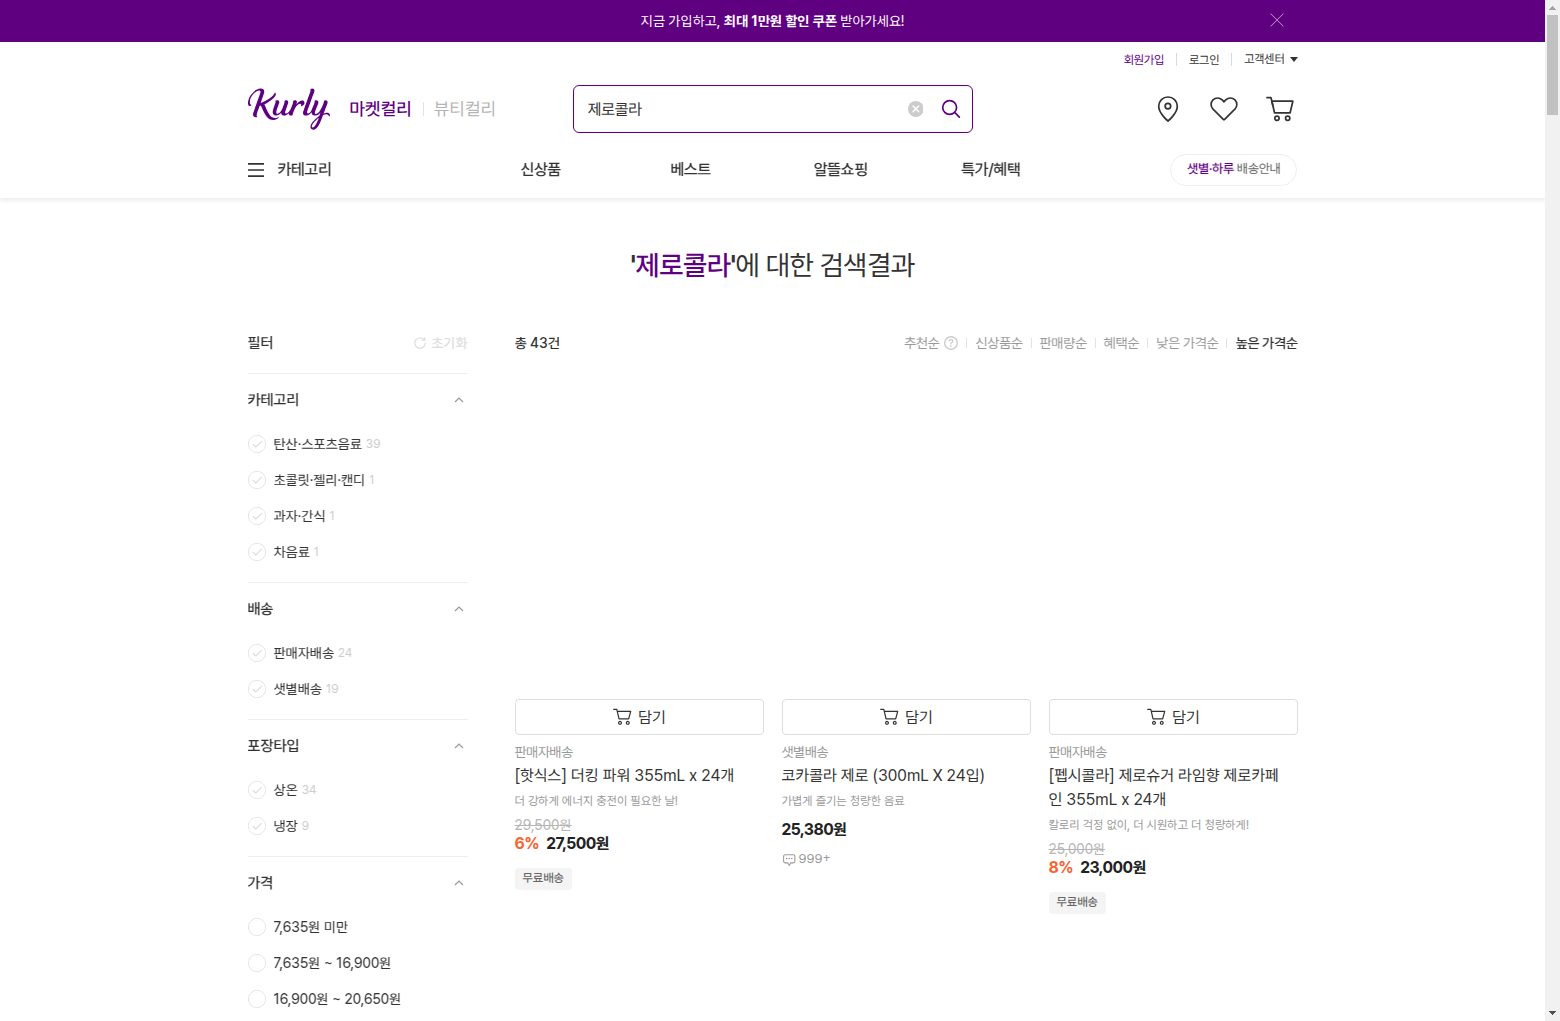 지금 가입하고, 최대 1만원 할인 쿠폰 받아가세요!
회원가입
로그인
고객센터
Kurly
마켓컬리
뷰티컬리
제로콜라
카테고리
신상품
베스트
알뜰쇼핑
특가/혜택
샛별·하루 배송안내
'제로콜라'에 대한 검색결과
필터
초기화
총 43건
추천순 ?
신상품순
판매량순
혜택순
낮은 가격순
높은 가격순
카테고리
탄산·스포츠음료 39
초콜릿·젤리·캔디 1
과자·간식 1
차음료 1
배송
판매자배송 24
샛별배송 19
포장타입
상온 34
냉장 9
가격
7,635원 미만
7,635원 ~ 16,900원
16,900원 ~ 20,650원
담기
판매자배송
[핫식스] 더킹 파워 355mL x 24개
더 강하게 에너지 충전이 필요한 날!
29,500원
6% 27,500원
무료배송
담기
샛별배송
코카콜라 제로 (300mL X 24입)
가볍게 즐기는 청량한 음료
25,380원
999+
담기
판매자배송
[펩시콜라] 제로슈거 라임향 제로카페
인 355mL x 24개
칼로리 걱정 없이, 더 시원하고 더 청량하게!
25,000원
8% 23,000원
무료배송